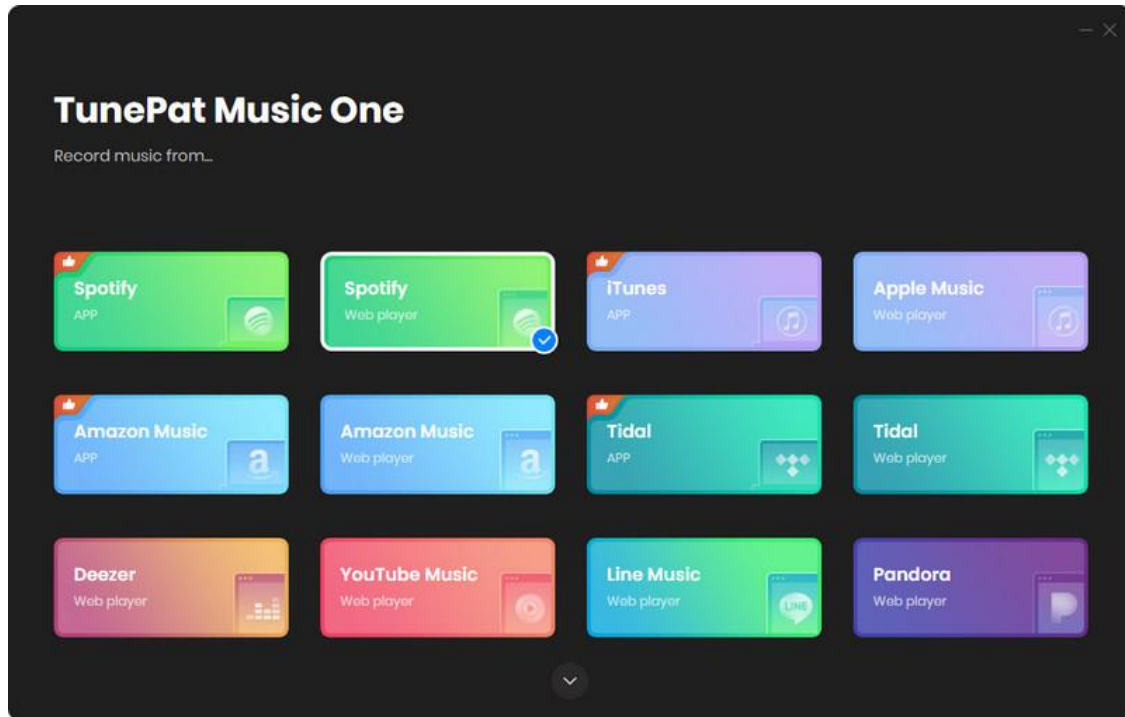 TunePat Music One
Record music from...
Spotify
APP
Spotify
Web player
iTunes
APP
Apple Music
Web player
Amazon Music
APP
a
Amazon Music
Web player
a
Tidal
APP
Tidal
Web player
Deezer
Web player
YouTube Music
Web player
Line Music
Web player
LINE
Pandora
Web player